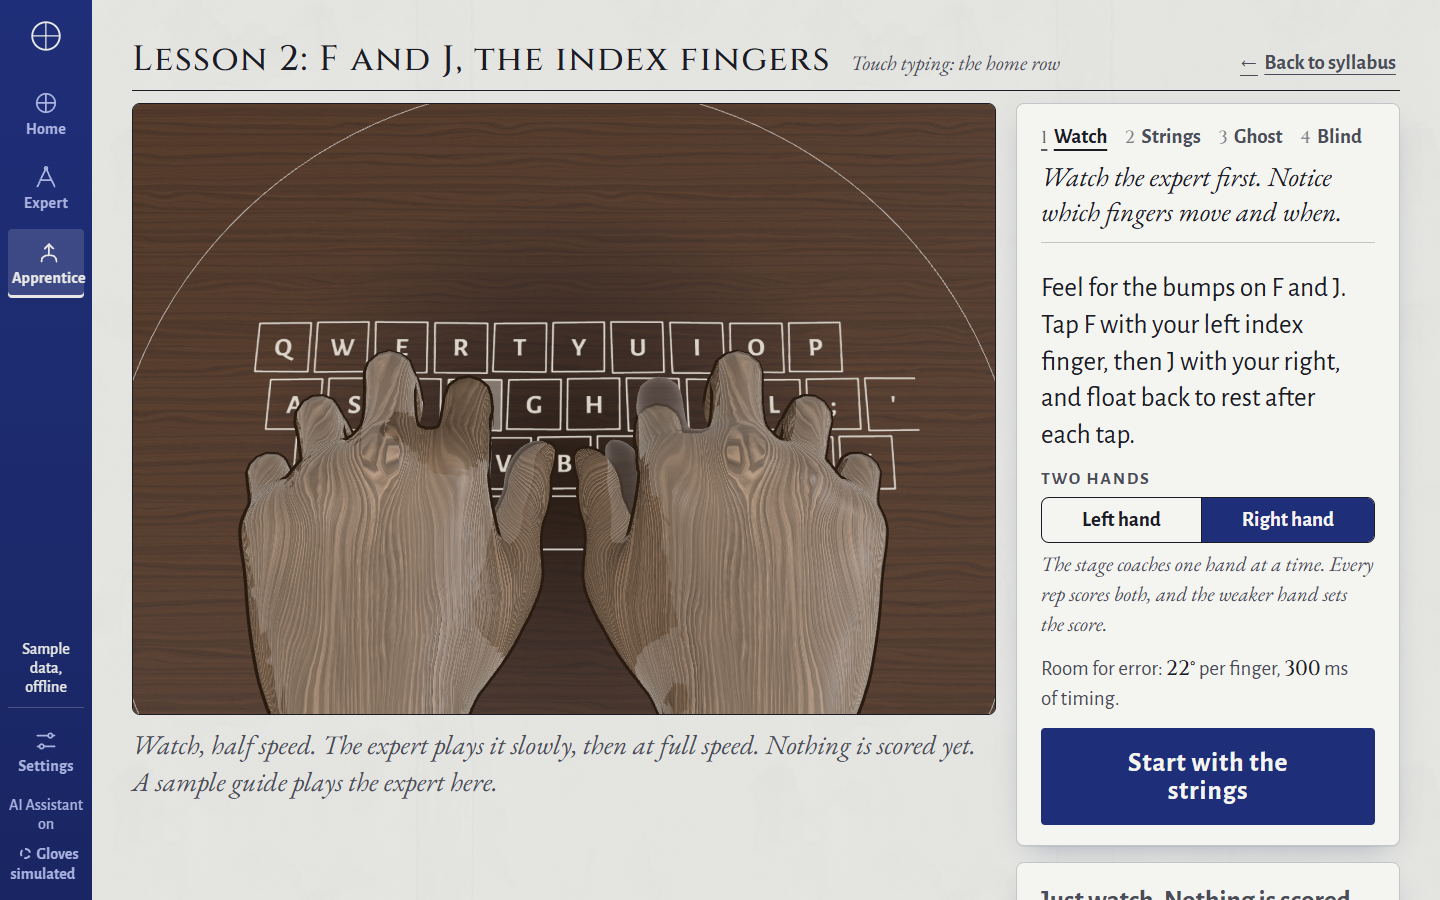 Home
Expert
Apprentice
Sample
data,
offline
Settings
AI Assistant
on
Gloves
simulated
Lesson 2: F and J, the index fingers
Touch typing: the home row
← Back to syllabus
Q W E R T Y U I O P
A S G H L ; '
V B
Watch, half speed. The expert plays it slowly, then at full speed. Nothing is scored yet.
A sample guide plays the expert here.
1 Watch 2 Strings 3 Ghost 4 Blind
Watch the expert first. Notice
which fingers move and when.
Feel for the bumps on F and J.
Tap F with your left index
finger, then J with your right,
and float back to rest after
each tap.
TWO HANDS
Left hand Right hand
The stage coaches one hand at a time. Every
rep scores both, and the weaker hand sets
the score.
Room for error: 22° per finger, 300 ms
of timing.
Start with the
strings
Just watch. Nothing is scored